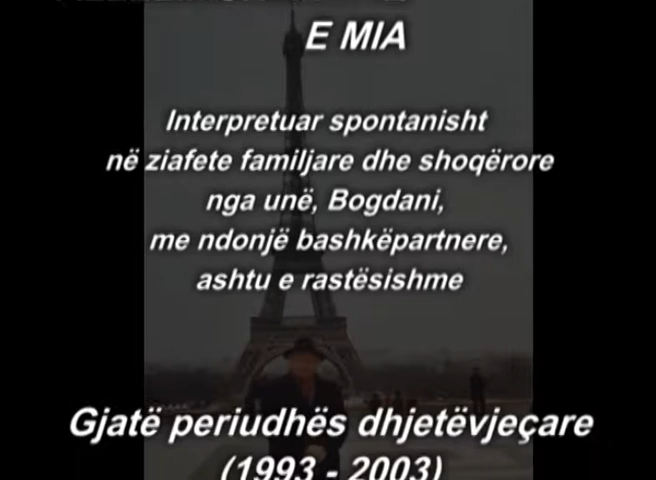 E MIA
Interpretuar spontanisht
në ziafete familjare dhe shoqërore
nga unë, Bogdani,
me ndonjë bashkëpartnere,
ashtu e rastësishme
Gjatë periudhës dhjetëvjeçare
(1993 - 2003)